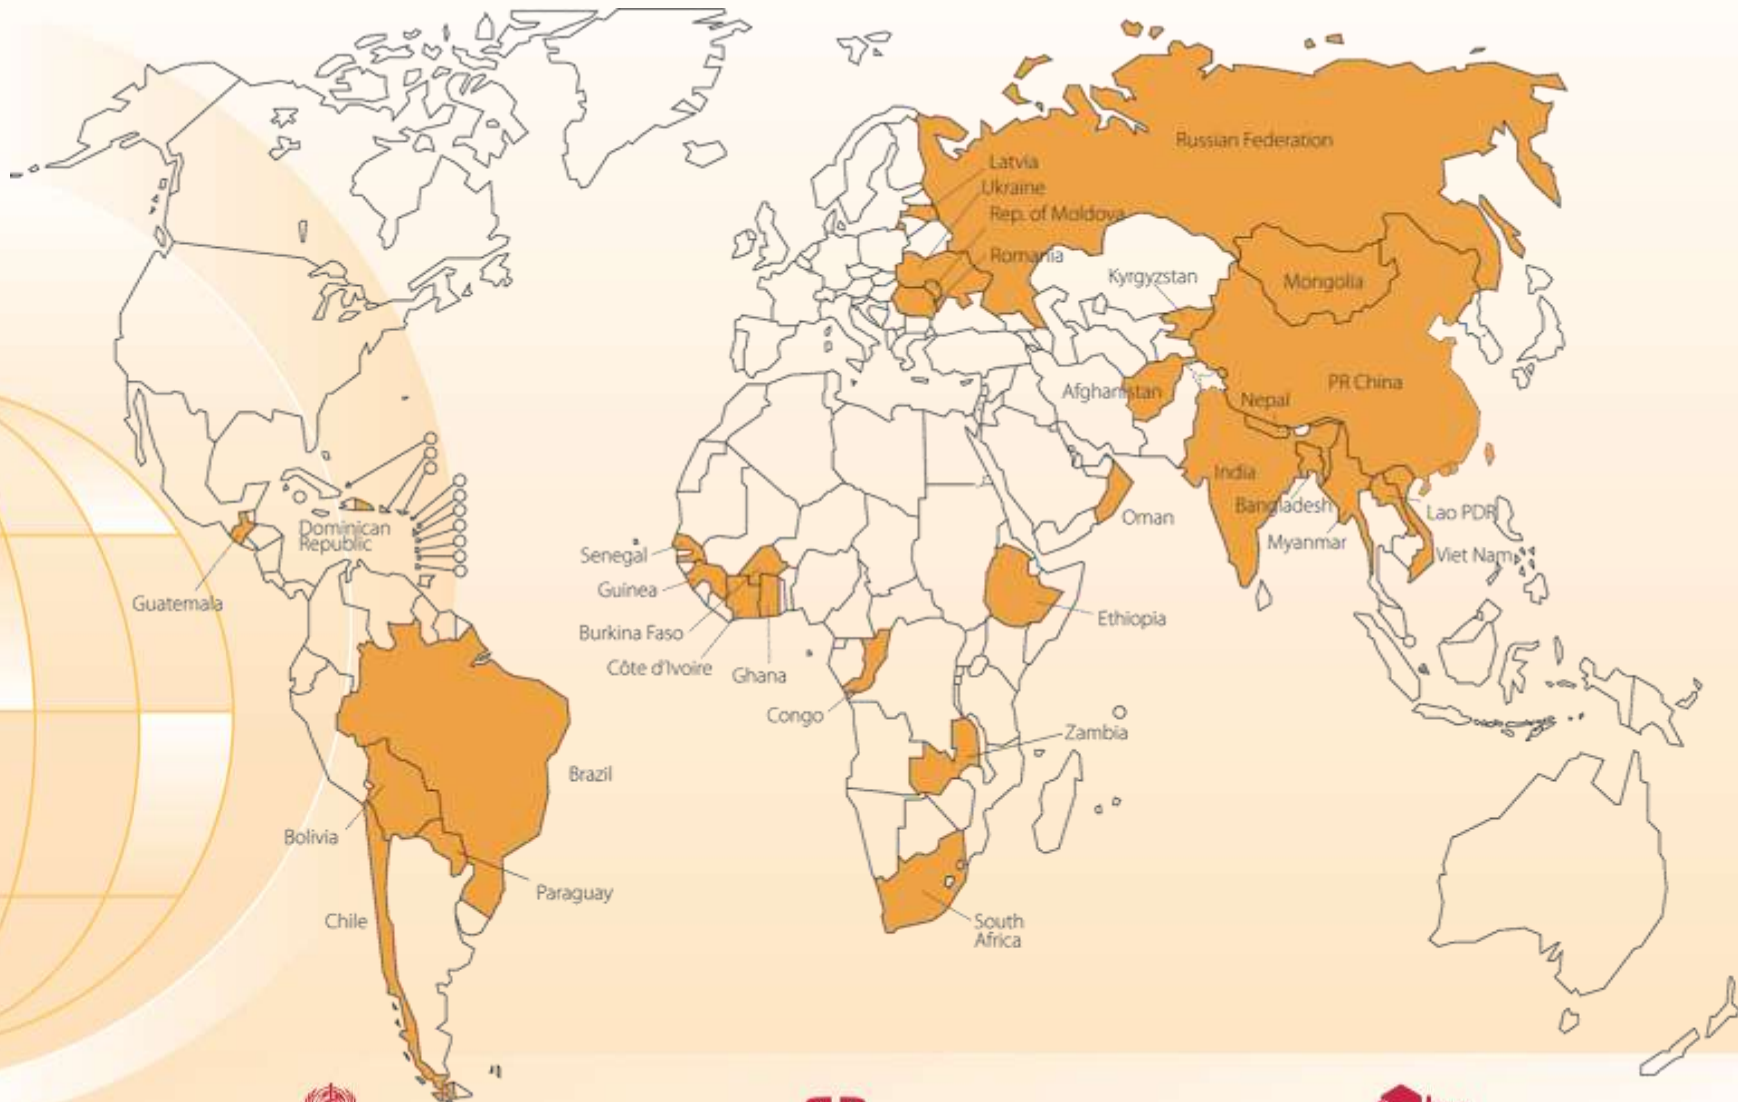 Russian Federation
Latvia
Ukraine
Rep. of Moldova
Romania
Kyrgyzstan
Mongolia
Afghanistan
PR China
Nepal
India
Bangladesh
Oman
Lao PDR
Myanmar
Viet Nam
Dominican
Republic
Guatemala
Senegal
Guinea
Burkina Faso
Côte d'Ivoire
Ghana
Ethiopia
Congo
Zambia
Brazil
Bolivia
Paraguay
Chile
South
Africa